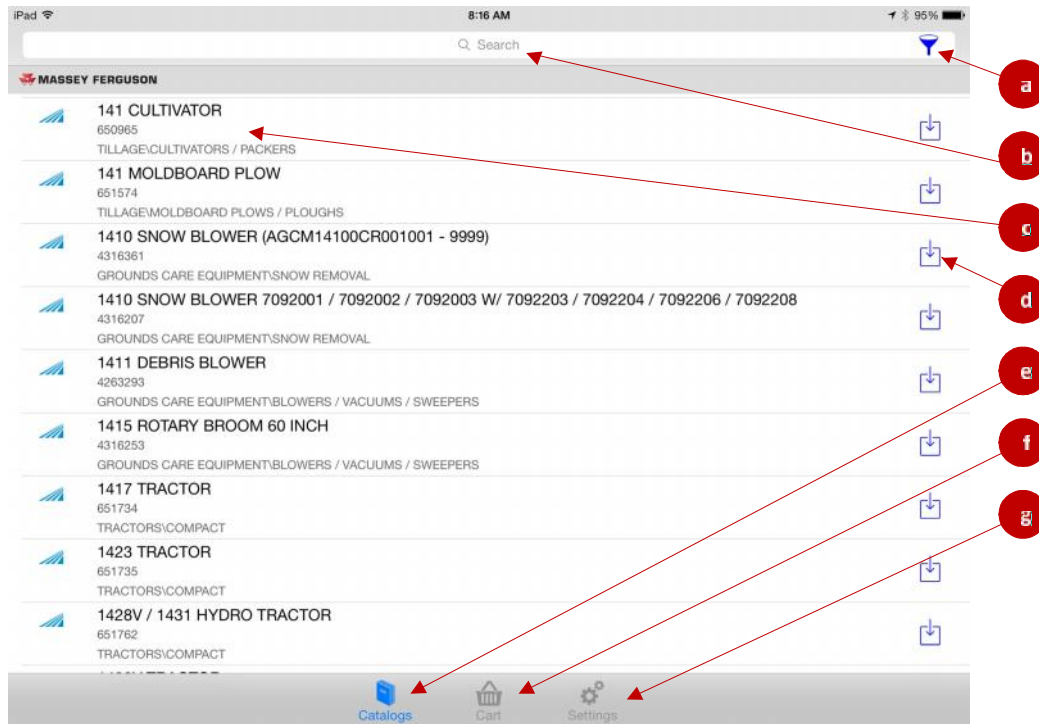 iPad 8:16 AM 95%
Search
a
MASSEY FERGUSON
141 CULTIVATOR
650965
TILLAGE\CULTIVATORS / PACKERS
b
141 MOLDBOARD PLOW
651574
TILLAGE\MOLDBOARD PLOWS / PLOUGHS
c
1410 SNOW BLOWER (AGCM14100CR001001 - 9999)
4316361
GROUNDS CARE EQUIPMENT\SNOW REMOVAL
d
1410 SNOW BLOWER 7092001 / 7092002 / 7092003 W/ 7092203 / 7092204 / 7092206 / 7092208
4316207
GROUNDS CARE EQUIPMENT\SNOW REMOVAL
1411 DEBRIS BLOWER
e
4263293
GROUNDS CARE EQUIPMENT\BLOWERS / VACUUMS / SWEEPERS
1415 ROTARY BROOM 60 INCH
f
4316253
GROUNDS CARE EQUIPMENT\BLOWERS / VACUUMS / SWEEPERS
1417 TRACTOR
651734
g
TRACTORS\COMPACT
1423 TRACTOR
651735
TRACTORS\COMPACT
1428V / 1431 HYDRO TRACTOR
651762
TRACTORS\COMPACT
Catalogs Cart Settings